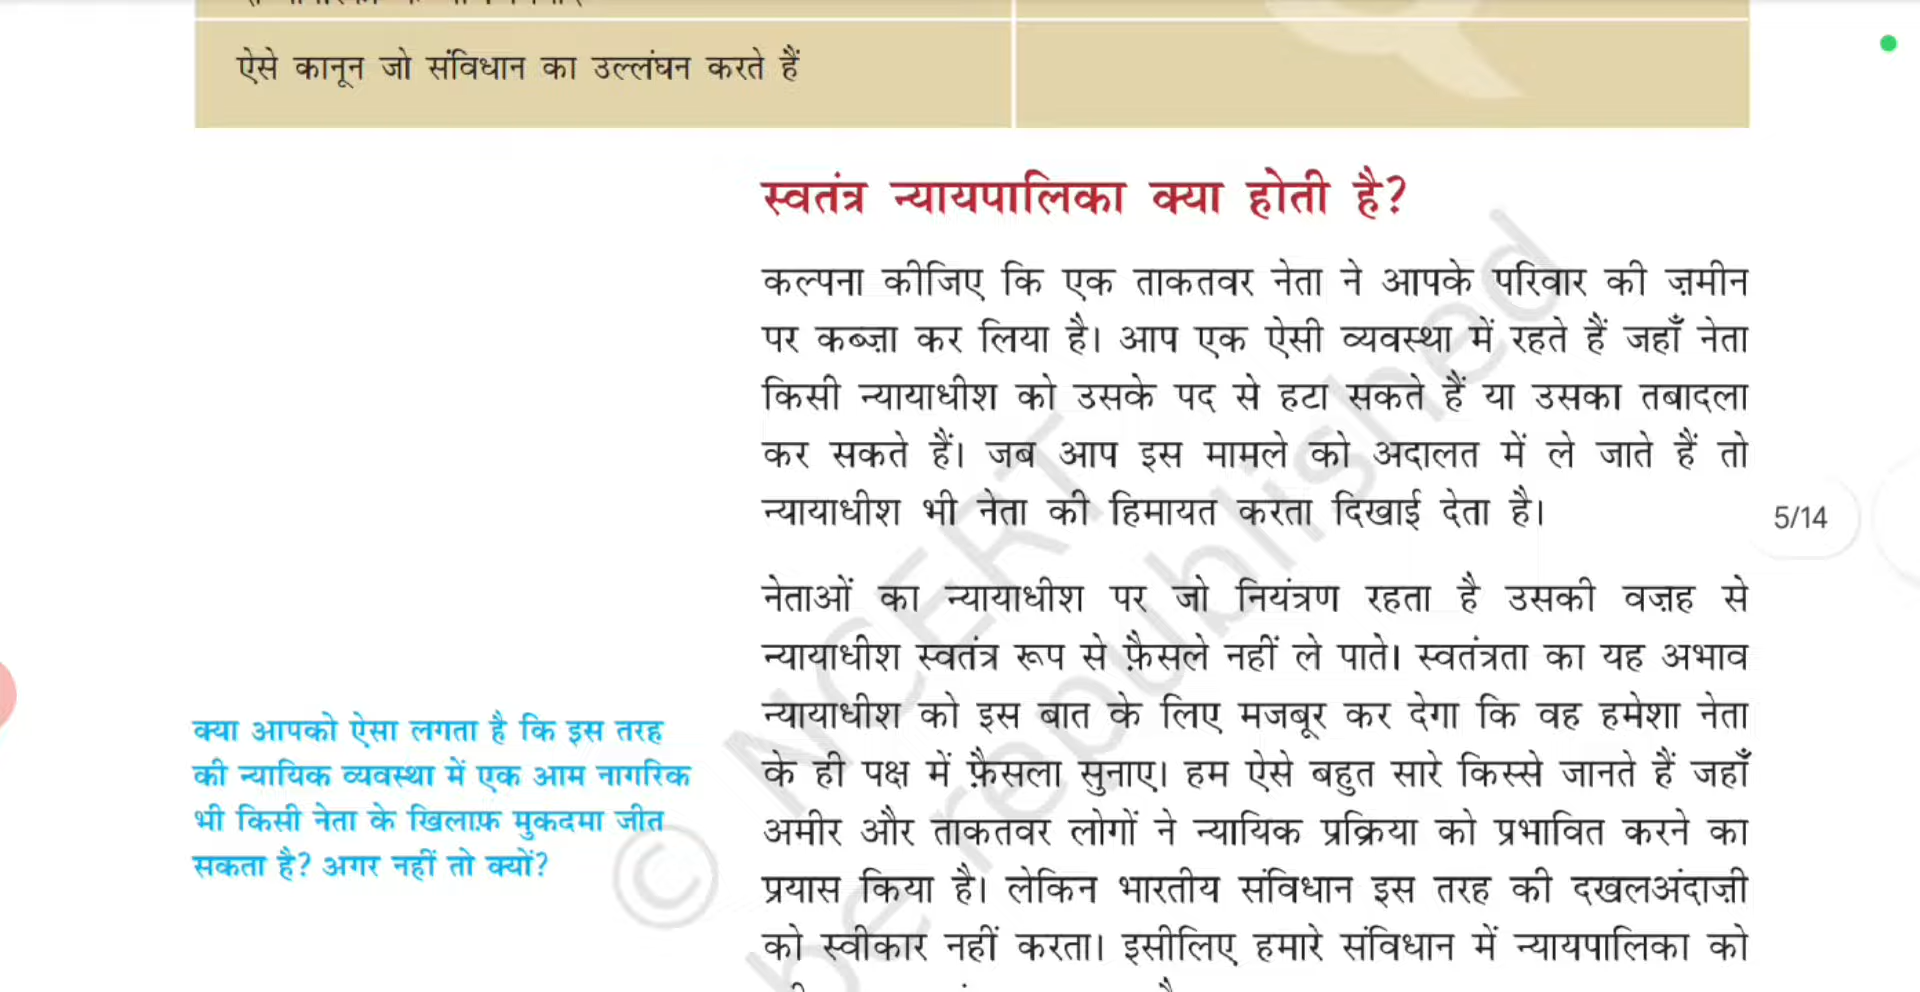 ऐसे कानून जो संविधान का उल्लंघन करते हैं
स्वतंत्र न्यायपालिका क्या होती है?
कल्पना कीजिए कि एक ताकतवर नेता ने आपके परिवार की ज़मीन
पर कब्ज़ा कर लिया है। आप एक ऐसी व्यवस्था में रहते हैं जहाँ नेता
किसी न्यायाधीश को उसके पद से हटा सकते हैं या उसका तबादला
कर सकते हैं। जब आप इस मामले को अदालत में ले जाते हैं तो
न्यायाधीश भी नेता की हिमायत करता दिखाई देता है।
5/14
नेताओं का न्यायाधीश पर जो नियंत्रण रहता है उसकी वज़ह से
न्यायाधीश स्वतंत्र रूप से फ़ैसले नहीं ले पाते। स्वतंत्रता का यह अभाव
न्यायाधीश को इस बात के लिए मजबूर कर देगा कि वह हमेशा नेता
के ही पक्ष में फ़ैसला सुनाए। हम ऐसे बहुत सारे किस्से जानते हैं जहाँ
अमीर और ताकतवर लोगों ने न्यायिक प्रक्रिया को प्रभावित करने का
प्रयास किया है। लेकिन भारतीय संविधान इस तरह की दखलअंदाज़ी
को स्वीकार नहीं करता। इसीलिए हमारे संविधान में न्यायपालिका को
क्या आपको ऐसा लगता है कि इस तरह
की न्यायिक व्यवस्था में एक आम नागरिक
भी किसी नेता के खिलाफ़ मुकदमा जीत
सकता है? अगर नहीं तो क्यों?
© NCERT
be republished